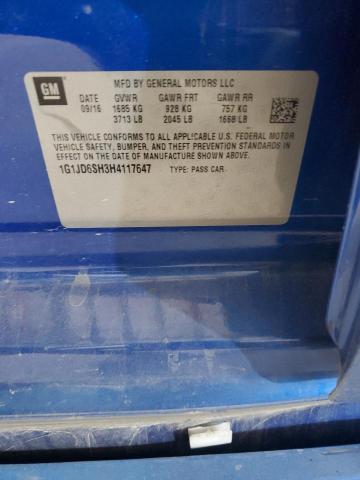 GM
MFD BY GENERAL MOTORS LLC
DATE GVWR GAWR FRT GAWR RR
09/16 1685 KG 928 KG 757 KG
3713 LB 2045 LB 1668 LB
THIS VEHICLE CONFORMS TO ALL APPLICABLE U.S. FEDERAL MOTOR
VEHICLE SAFETY, BUMPER, AND THEFT PREVENTION STANDARDS IN
EFFECT ON THE DATE OF MANUFACTURE SHOWN ABOVE.
1G1JD6SH3H4117647 TYPE: PASS CAR